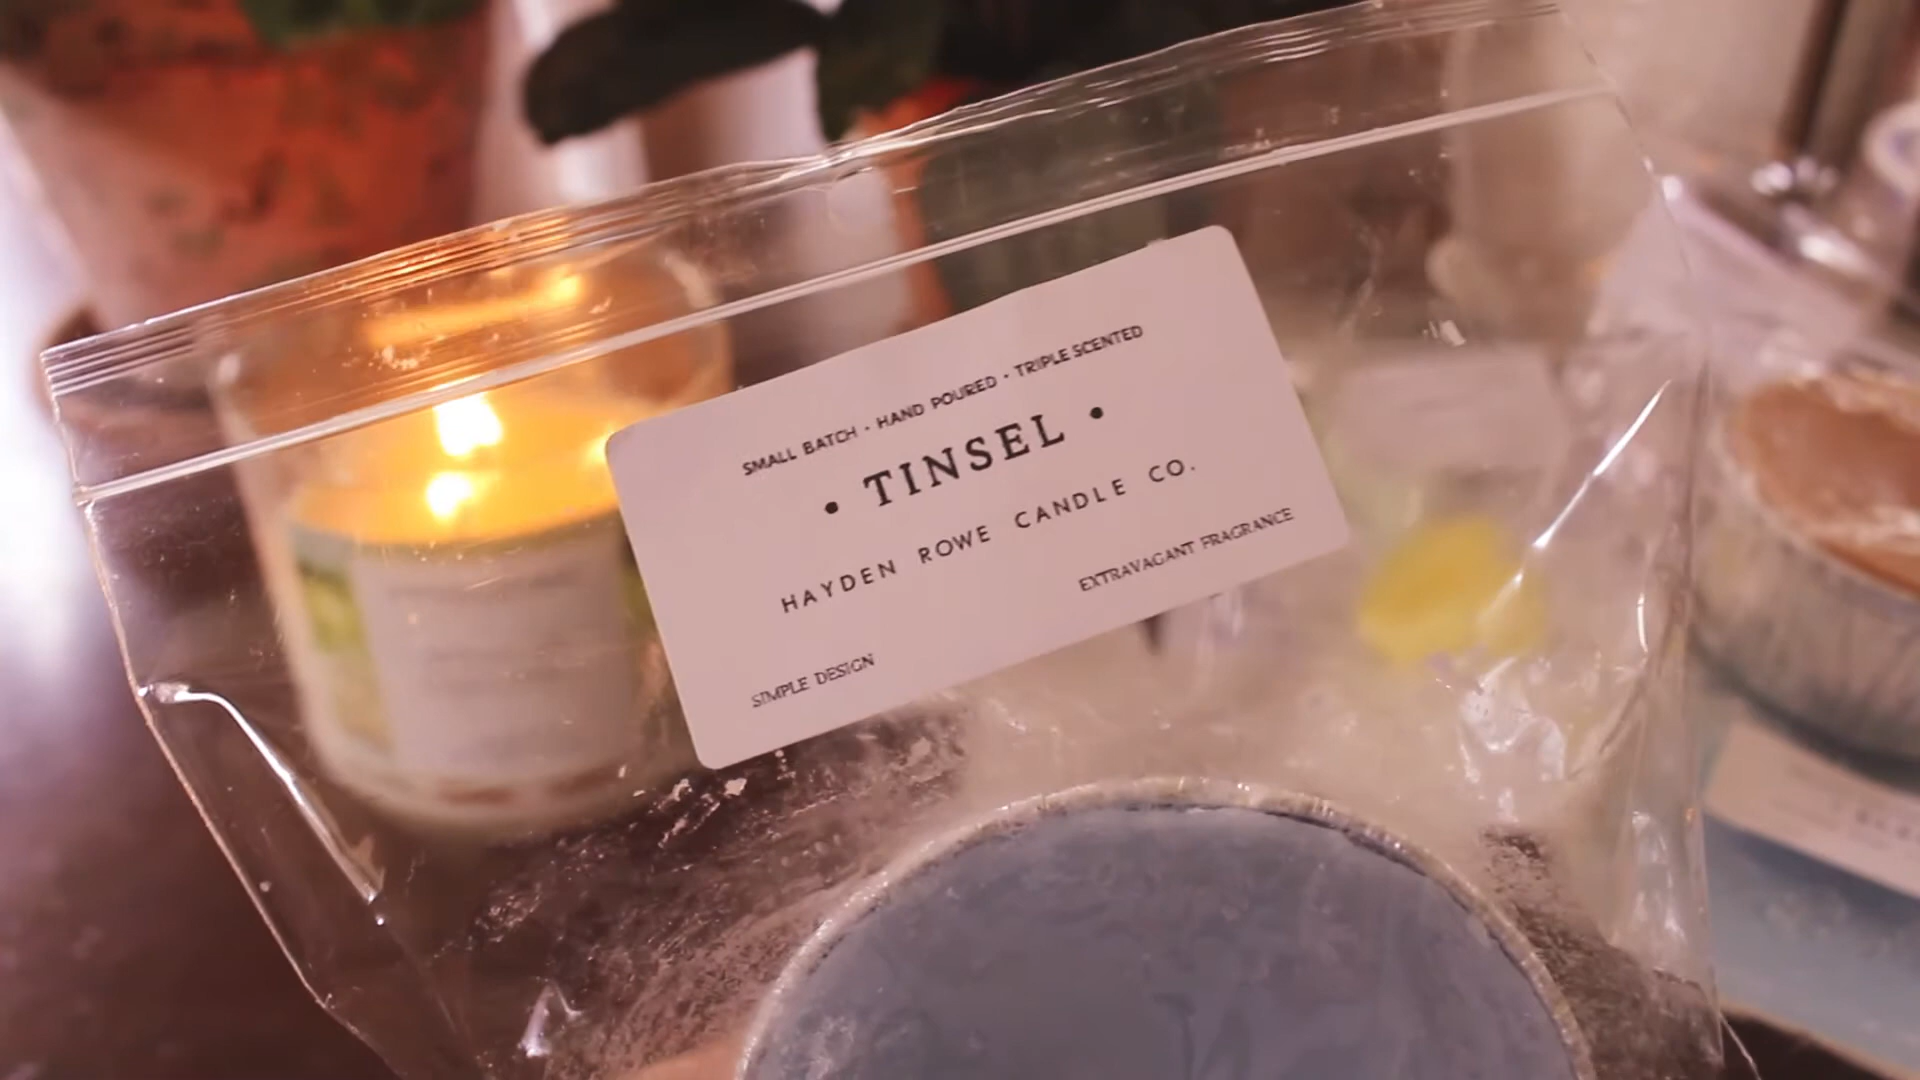 SMALL BATCH • HAND POURED • TRIPLE SCENTED
• TINSEL •
HAYDEN ROWE CANDLE CO.
SIMPLE DESIGN EXTRAVAGANT FRAGRANCE